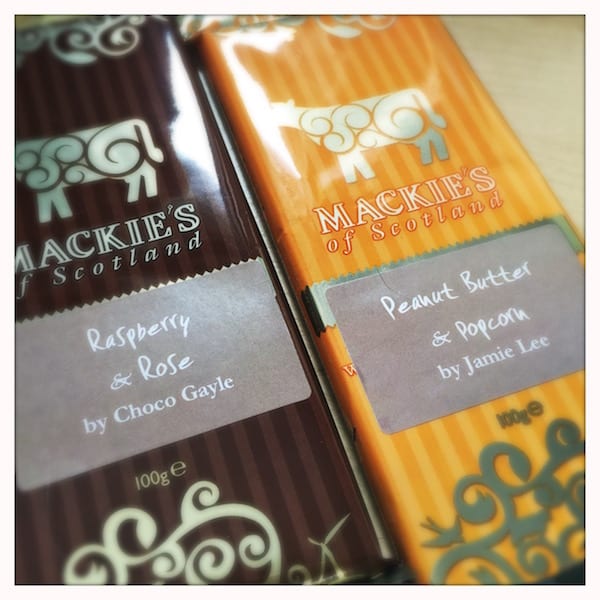 MACKIE'S
of Scotland
Raspberry
& Rose
by Choco Gayle
100g e
MACKIE'S
of Scotland
Peanut Butter
& Popcorn
by Jamie Lee
100g e